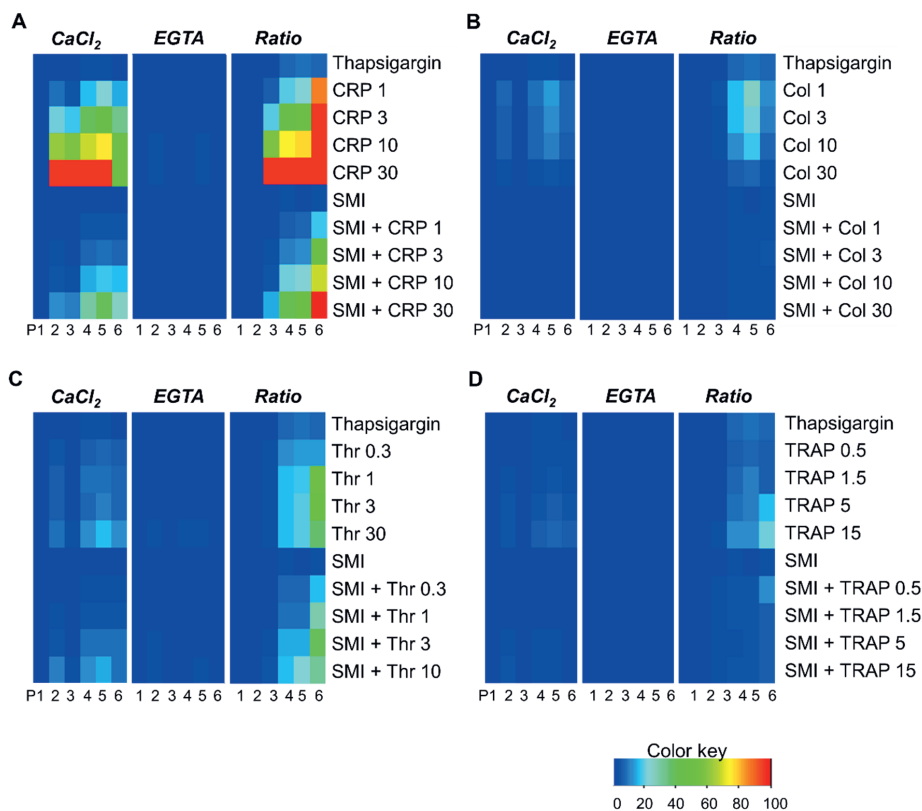 A
CaCl2 EGTA Ratio
Thapsigargin
CRP 1
CRP 3
CRP 10
CRP 30
SMI
SMI + CRP 1
SMI + CRP 3
SMI + CRP 10
SMI + CRP 30
P1 2 3 4 5 6 1 2 3 4 5 6 1 2 3 4 5 6
B
CaCl2 EGTA Ratio
Thapsigargin
Col 1
Col 3
Col 10
Col 30
SMI
SMI + Col 1
SMI + Col 3
SMI + Col 10
SMI + Col 30
P1 2 3 4 5 6 1 2 3 4 5 6 1 2 3 4 5 6
C
CaCl2 EGTA Ratio
Thapsigargin
Thr 0.3
Thr 1
Thr 3
Thr 30
SMI
SMI + Thr 0.3
SMI + Thr 1
SMI + Thr 3
SMI + Thr 10
P1 2 3 4 5 6 1 2 3 4 5 6 1 2 3 4 5 6
D
CaCl2 EGTA Ratio
Thapsigargin
TRAP 0.5
TRAP 1.5
TRAP 5
TRAP 15
SMI
SMI + TRAP 0.5
SMI + TRAP 1.5
SMI + TRAP 5
SMI + TRAP 15
P1 2 3 4 5 6 1 2 3 4 5 6 1 2 3 4 5 6
Color key
0 20 40 60 80 100